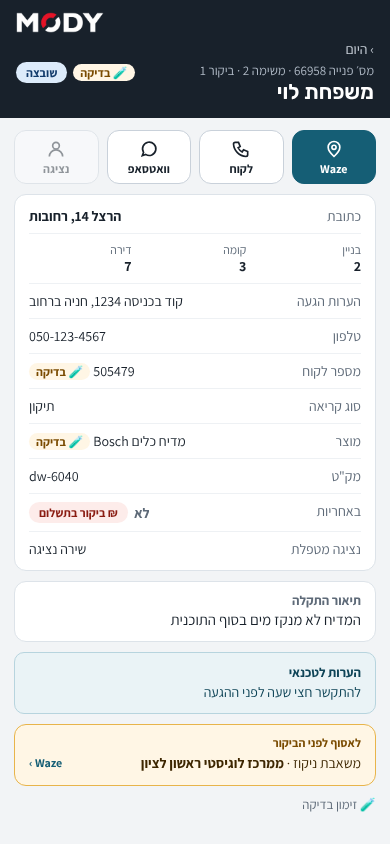 MODY
‹ היום
מס' פנייה 66958 · משימה 2 · ביקור 1
🧪 בדיקה
שובצה
משפחת לוי
Waze
לקוח
וואטסאפ
נציגה
כתובת
הרצל 14, רחובות
בניין
קומה
דירה
2
3
7
הערות הגעה
קוד בכניסה 1234, חניה ברחוב
טלפון
050-123-4567
מספר לקוח
505479 🧪 בדיקה
סוג קריאה
תיקון
מוצר
מדיח כלים Bosch 🧪 בדיקה
מק"ט
dw-6040
באחריות
לא
₪ ביקור בתשלום
נציגה מטפלת
שירה נציגה
תיאור התקלה
המדיח לא מנקז מים בסוף התוכנית
הערות לטכנאי
להתקשר חצי שעה לפני ההגעה
לאסוף לפני הביקור
משאבת ניקוז · ממרכז לוגיסטי ראשון לציון
Waze ‹
🧪 זימון בדיקה